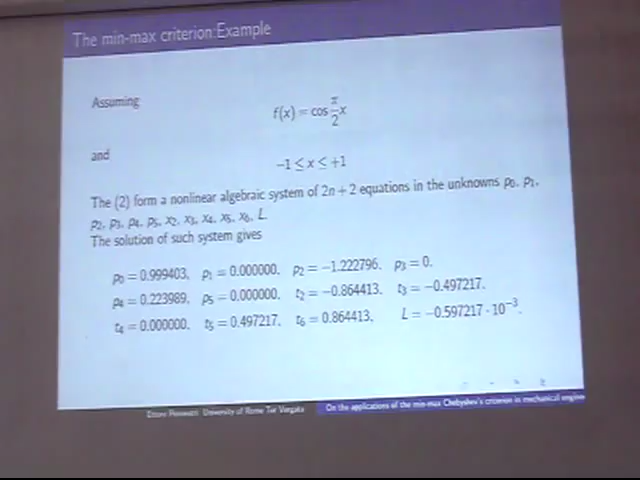 The min-max criterion:Example
Assuming
f(x) = cos π/2 x
and
−1 ≤ x ≤ +1
The (2) form a nonlinear algebraic system of 2n + 2 equations in the unknowns p₀, p₁,
p₂, p₃, p₄, p₅, x₂, x₃, x₄, x₅, x₆, L.
The solution of such system gives
p₀ = 0.999403, p₁ = 0.000000, p₂ = −1.222796, p₃ = 0,
p₄ = 0.223989, p₅ = 0.000000, t₂ = −0.864413, t₃ = −0.497217,
t₄ = 0.000000, t₅ = 0.497217, t₆ = 0.864413, L = −0.597217 · 10⁻³.
Ettore University of Rome Tor Vergata
On the applications of the min-max Chebyshev's criterion in mechanical engine